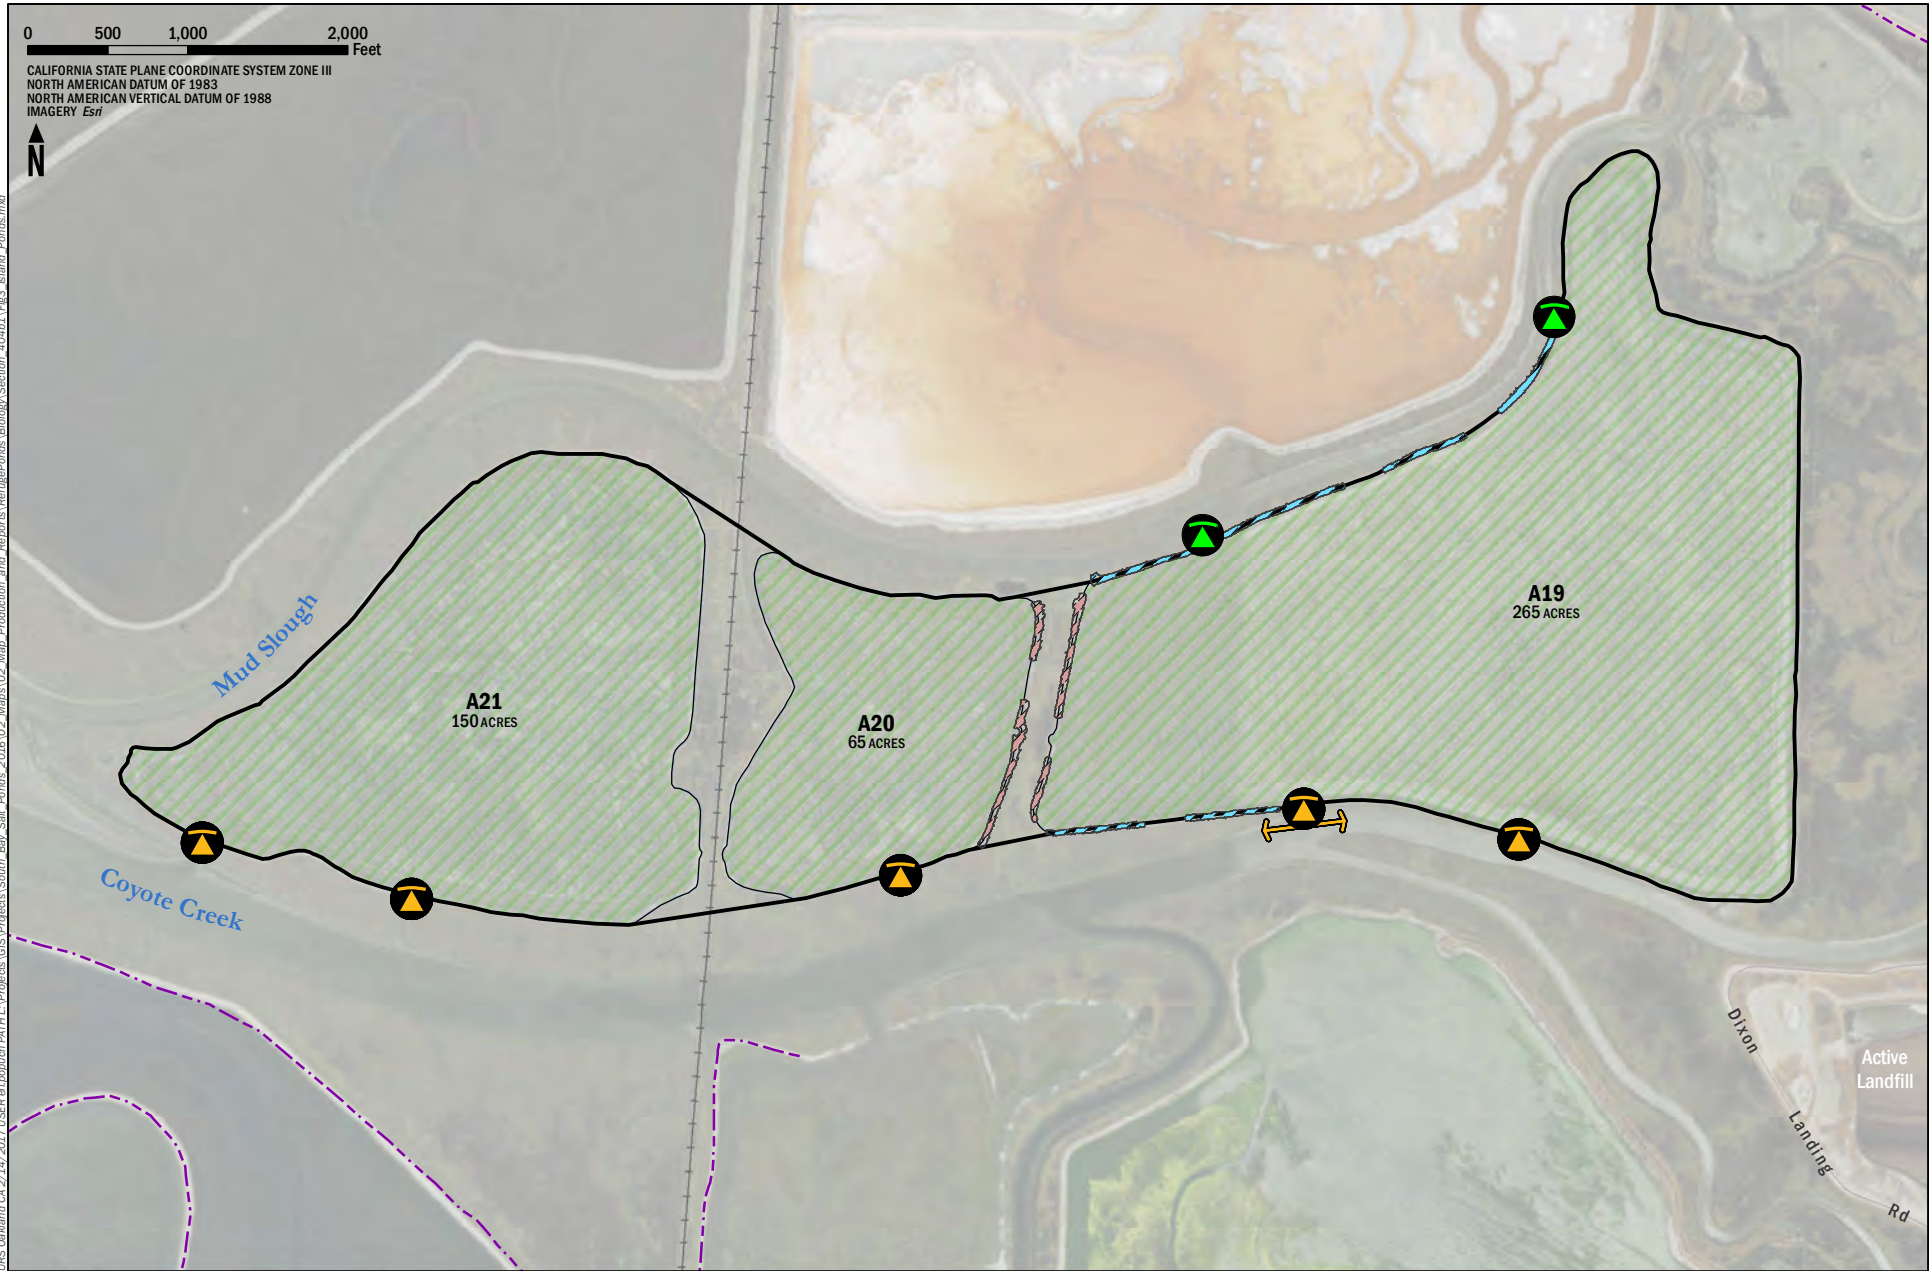 0 500 1,000 2,000
Feet
CALIFORNIA STATE PLANE COORDINATE SYSTEM ZONE III
NORTH AMERICAN DATUM OF 1983
NORTH AMERICAN VERTICAL DATUM OF 1988
IMAGERY Esri
N
A19
265 ACRES
Mud Slough
A21
150 ACRES
A20
65 ACRES
Coyote Creek
Dixon
Landing
Rd
Active
Landfill